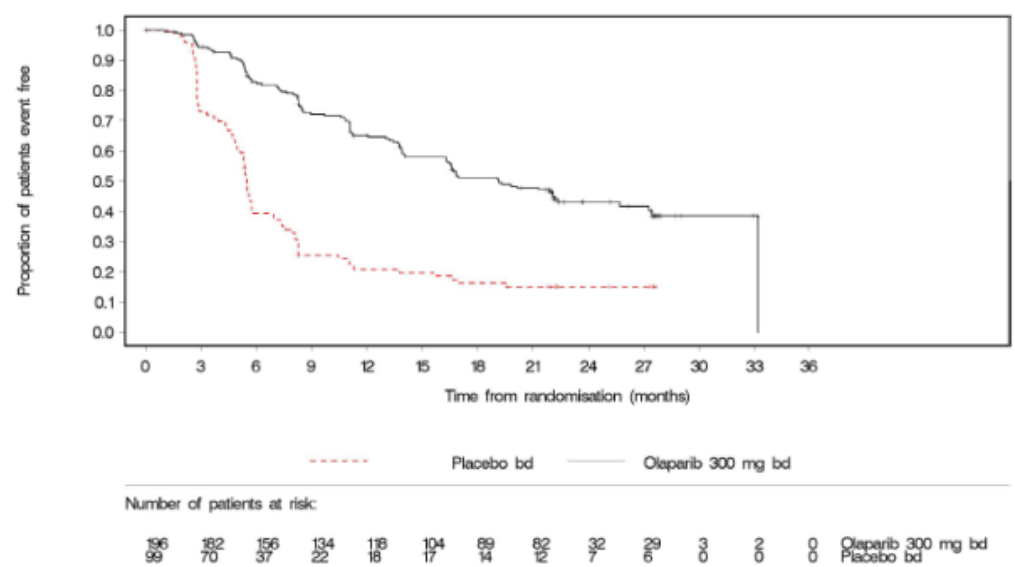 Proportion of patients event free
1.0
0.9
0.8
0.7
0.6
0.5
0.4
0.3
0.2
0.1
0.0
0 3 6 9 12 15 18 21 24 27 30 33 36
Time from randomisation (months)
Placebo bd Olaparib 300 mg bd
Number of patients at risk:
196 182 156 134 118 104 89 82 32 29 3 2 0 Olaparib 300 mg bd
99 70 37 22 18 17 14 12 7 6 0 0 0 Placebo bd